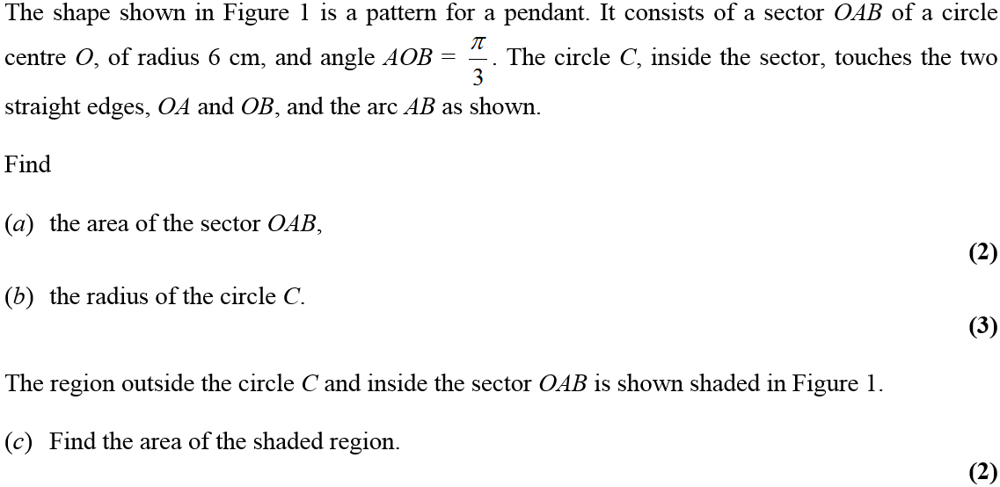 The shape shown in Figure 1 is a pattern for a pendant. It consists of a sector OAB of a circle
centre O, of radius 6 cm, and angle AOB = π/3. The circle C, inside the sector, touches the two
straight edges, OA and OB, and the arc AB as shown.
Find
(a) the area of the sector OAB,
(2)
(b) the radius of the circle C.
(3)
The region outside the circle C and inside the sector OAB is shown shaded in Figure 1.
(c) Find the area of the shaded region.
(2)